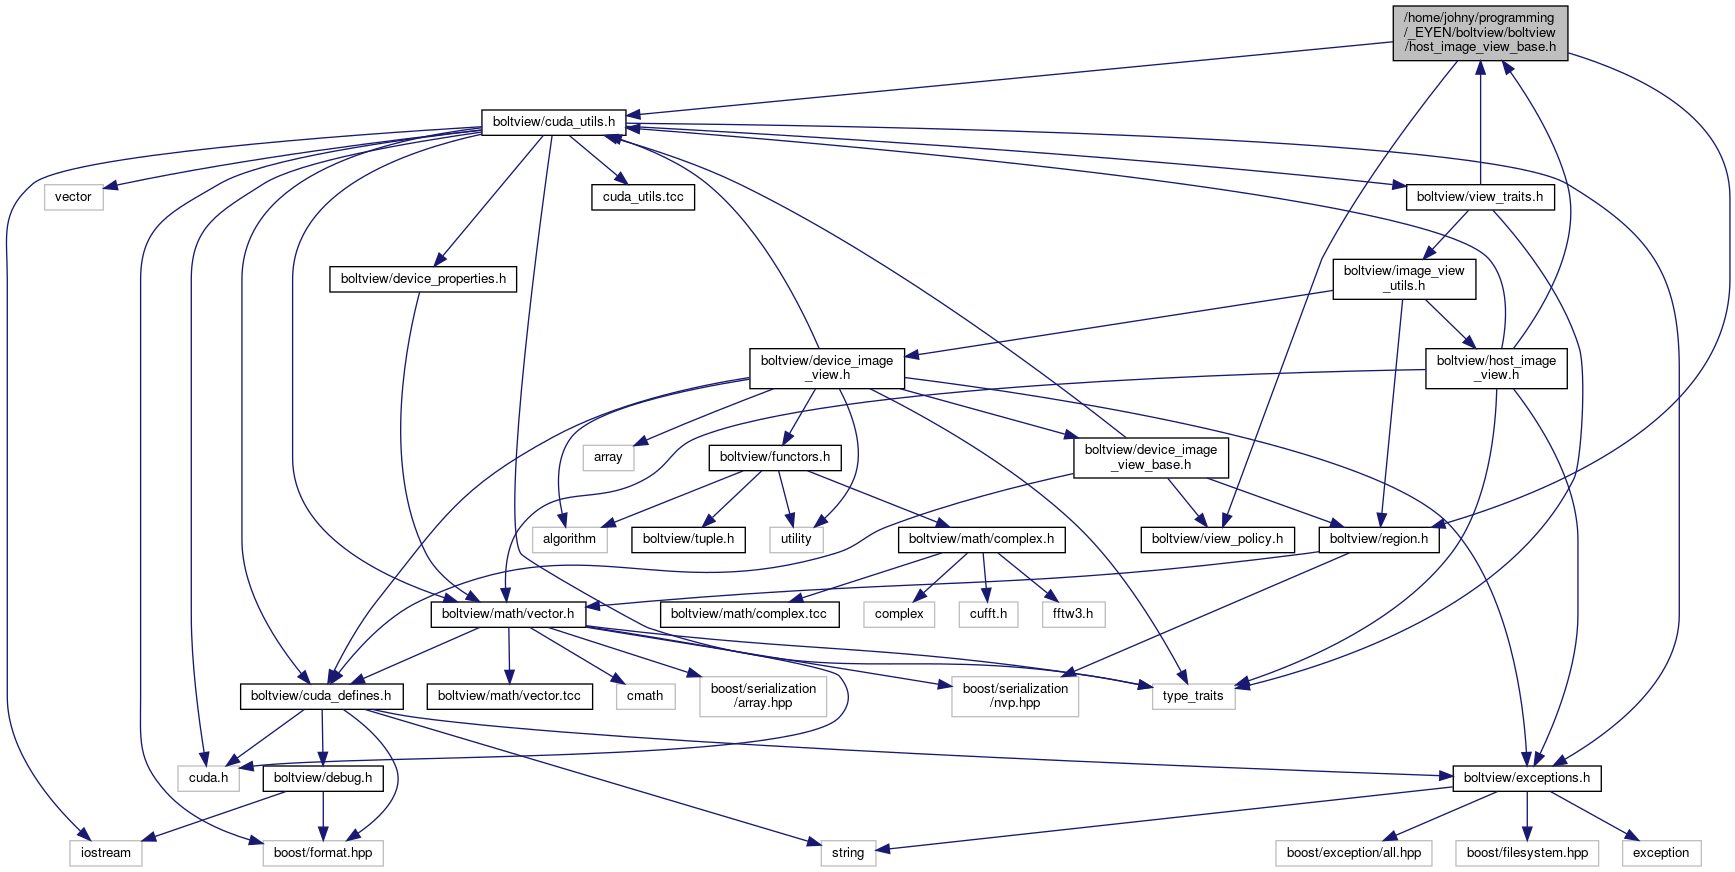 /home/johny/programming
/_EYEN/boltview/boltview
/host_image_view_base.h
boltview/cuda_utils.h
vector
cuda_utils.tcc
boltview/view_traits.h
boltview/device_properties.h
boltview/image_view
_utils.h
boltview/device_image
_view.h
boltview/host_image
_view.h
array
boltview/functors.h
boltview/device_image
_view_base.h
algorithm
boltview/tuple.h
utility
boltview/math/complex.h
boltview/view_policy.h
boltview/region.h
boltview/math/vector.h
boltview/math/complex.tcc
complex
cufft.h
fftw3.h
boltview/cuda_defines.h
boltview/math/vector.tcc
cmath
boost/serialization
/array.hpp
boost/serialization
/nvp.hpp
type_traits
cuda.h
boltview/debug.h
boltview/exceptions.h
iostream
boost/format.hpp
string
boost/exception/all.hpp
boost/filesystem.hpp
exception